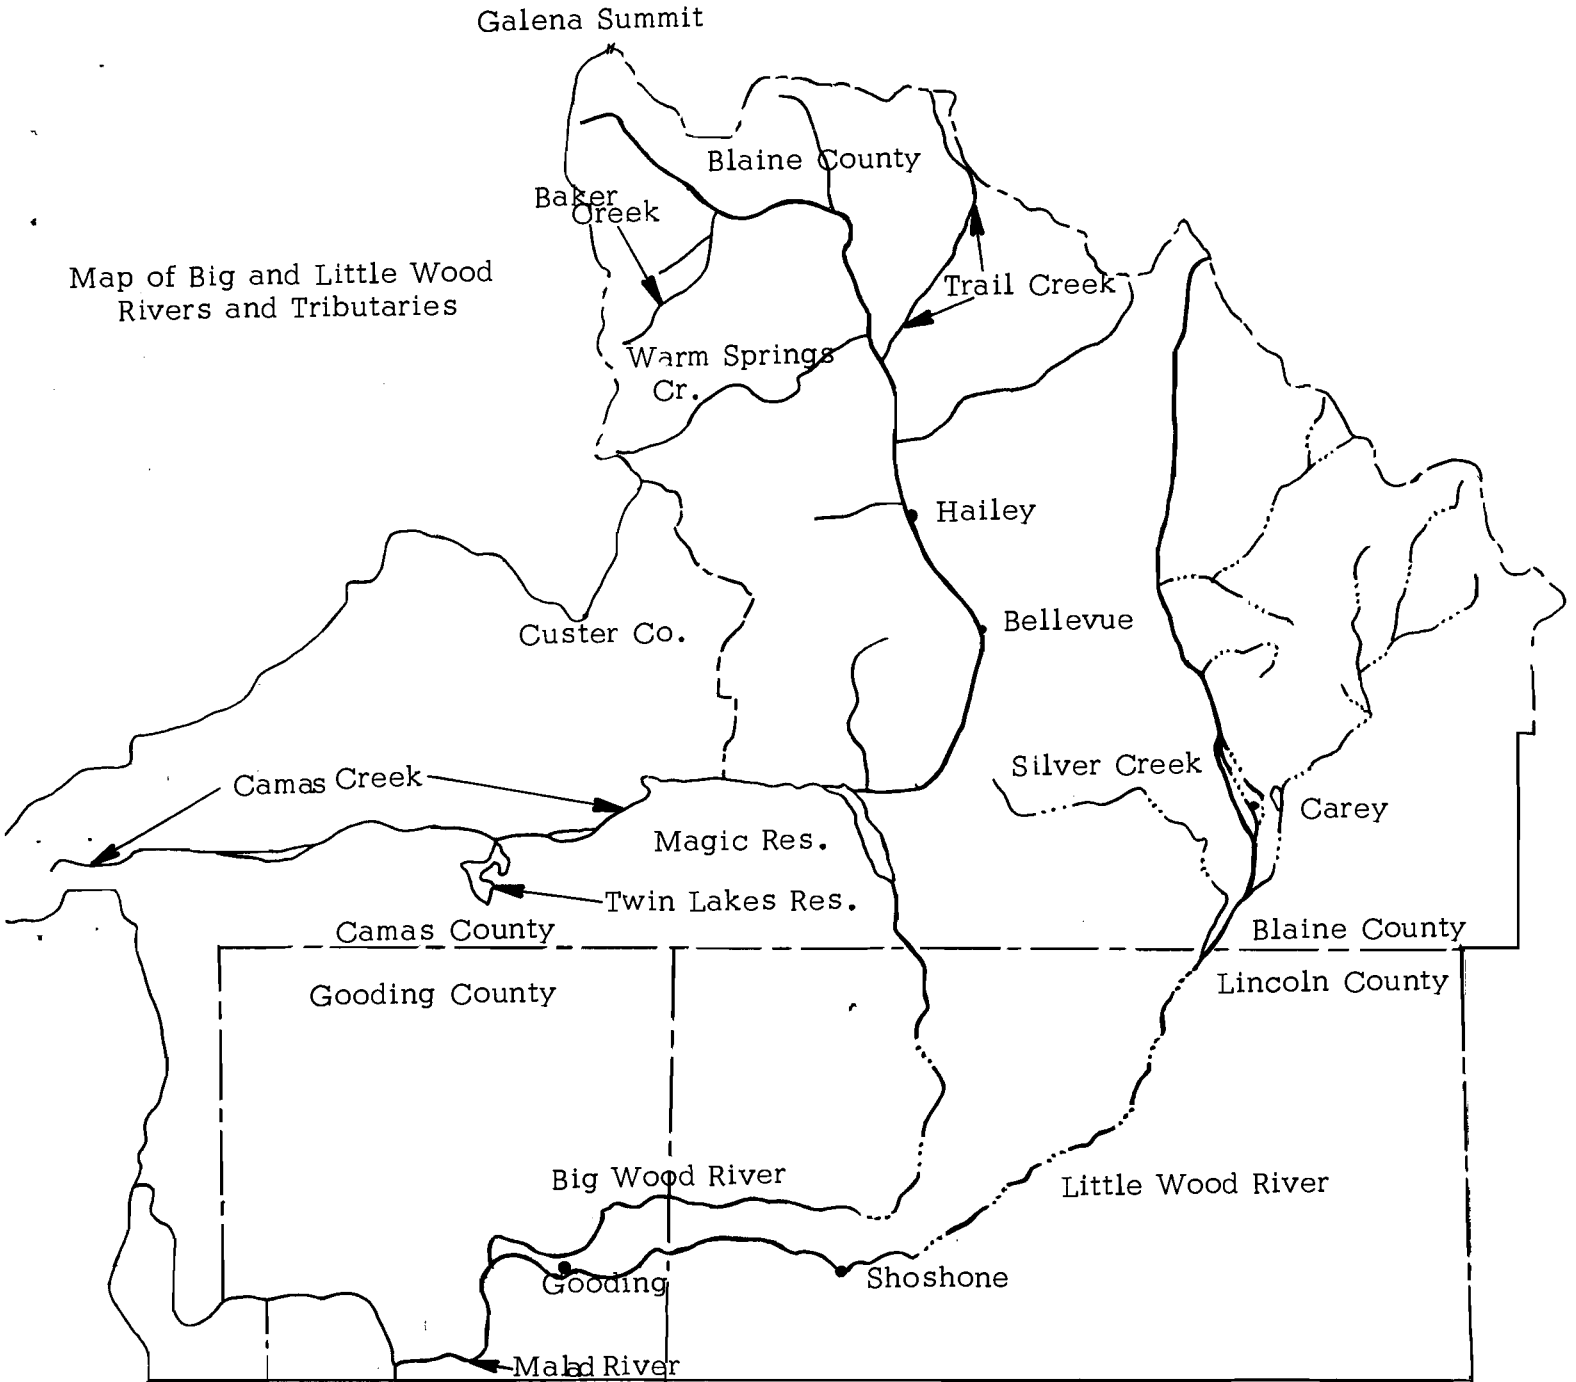 Galena Summit
Blaine County
Baker
Creek
Map of Big and Little Wood
Rivers and Tributaries
Trail Creek
Warm Springs
Cr.
Hailey
Bellevue
Custer Co.
Silver Creek
Camas Creek
Carey
Magic Res.
Twin Lakes Res.
Camas County
Blaine County
Gooding County
Lincoln County
Big Wood River
Little Wood River
Gooding
Shoshone
Malad River